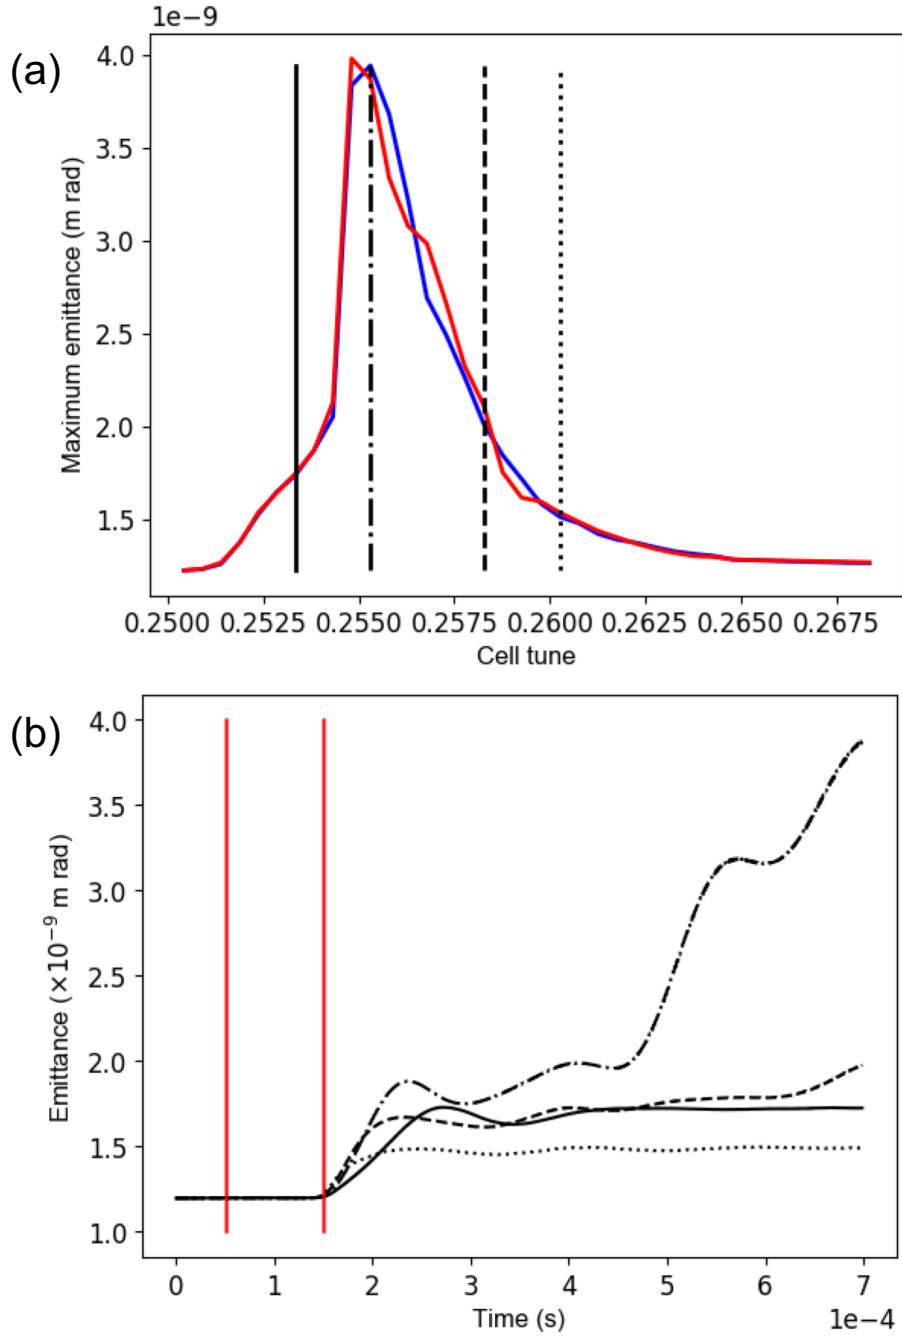 (a)
1e−9
4.0
3.5
3.0
2.5
2.0
1.5
Maximum emittance (m rad)
0.2500 0.2525 0.2550 0.2575 0.2600 0.2625 0.2650 0.2675
Cell tune
(b)
4.0
3.5
3.0
2.5
2.0
1.5
1.0
Emittance (×10⁻⁹ m rad)
0 1 2 3 4 5 6 7
Time (s)
1e−4